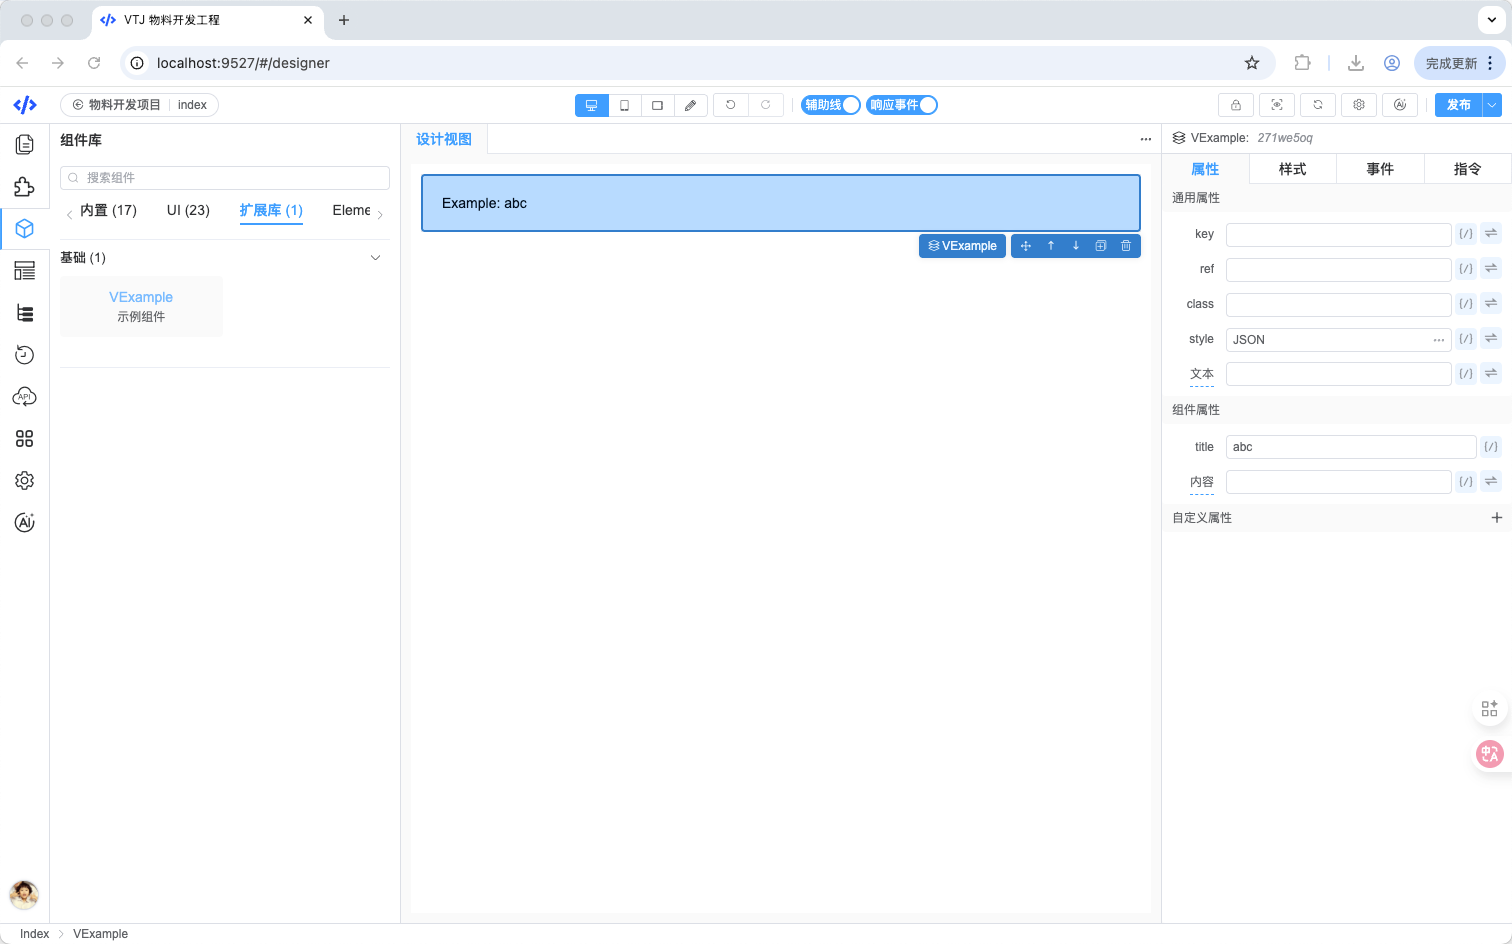 VTJ 物料开发工程
localhost:9527/#/designer
完成更新
物料开发项目 index
辅助线 响应事件
发布
组件库
搜索组件
内置 (17) UI (23) 扩展库 (1) Eleme
基础 (1)
VExample
示例组件
设计视图
Example: abc
VExample
VExample: 271we5oq
属性 样式 事件 指令
通用属性
key
ref
class
style JSON
文本
组件属性
title abc
内容
自定义属性
API
AI
Index VExample